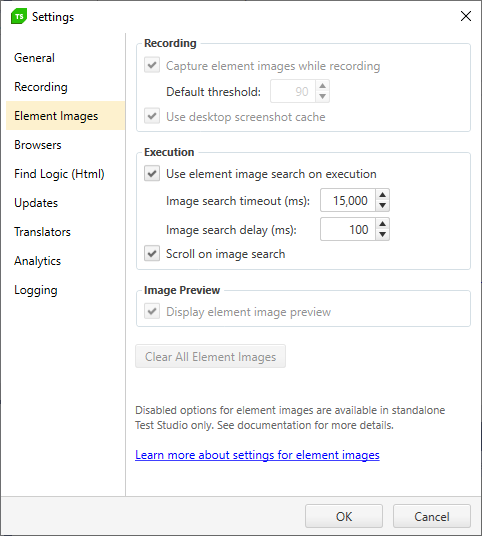 TS Settings
General
Recording
Element Images
Browsers
Find Logic (Html)
Updates
Translators
Analytics
Logging
Recording
Capture element images while recording
Default threshold: 90
Use desktop screenshot cache
Execution
Use element image search on execution
Image search timeout (ms): 15,000
Image search delay (ms): 100
Scroll on image search
Image Preview
Display element image preview
Clear All Element Images
Disabled options for element images are available in standalone
Test Studio only. See documentation for more details.
Learn more about settings for element images
OK Cancel